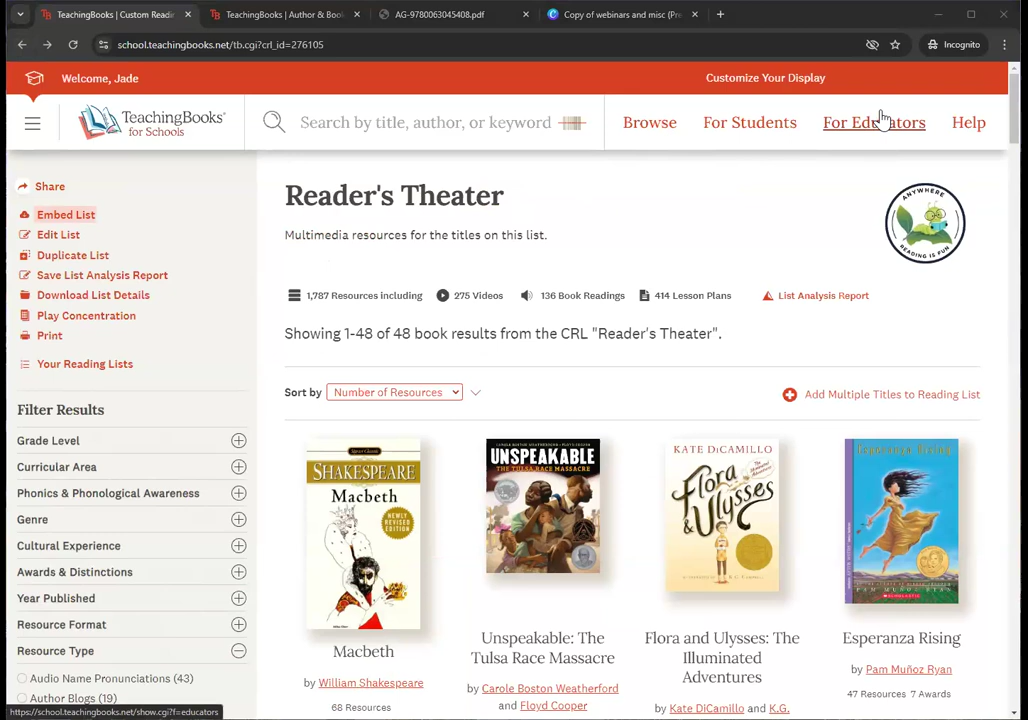 TeachingBooks | Custom Readin
TeachingBooks | Author & Book
AG-9780063045408.pdf
Copy of webinars and misc (Pre
school.teachingbooks.net/tb.cgi?crl_id=276105
Incognito
Welcome, Jade
Customize Your Display
TeachingBooks
for Schools
Search by title, author, or keyword
Browse
For Students
For Educators
Help
Share
Embed List
Edit List
Duplicate List
Save List Analysis Report
Download List Details
Play Concentration
Print
Your Reading Lists
Filter Results
Grade Level
Curricular Area
Phonics & Phonological Awareness
Genre
Cultural Experience
Awards & Distinctions
Year Published
Resource Format
Resource Type
Audio Name Pronunciations (43)
Author Blogs (19)
https://school.teachingbooks.net/show.cgi?f=educators
Reader's Theater
Multimedia resources for the titles on this list.
ANYWHERE
READING IS FUN
1,787 Resources including
275 Videos
136 Book Readings
414 Lesson Plans
List Analysis Report
Showing 1-48 of 48 book results from the CRL "Reader's Theater".
Sort by
Number of Resources
Add Multiple Titles to Reading List
SHAKESPEARE
Macbeth
NEWLY
REVISED
EDITION
Macbeth
by William Shakespeare
68 Resources
CAROLE BOSTON WEATHERFORD • FLOYD COOPER
UNSPEAKABLE
THE TULSA RACE MASSACRE
Unspeakable: The
Tulsa Race Massacre
by Carole Boston Weatherford
and Floyd Cooper
KATE DICAMILLO
Flora
&
Ulysses
Flora and Ulysses: The
Illuminated
Adventures
by Kate DiCamillo and K.G.
Esperanza Rising
PAM MUÑOZ RYAN
SCHOLASTIC
Esperanza Rising
by Pam Muñoz Ryan
47 Resources 7 Awards